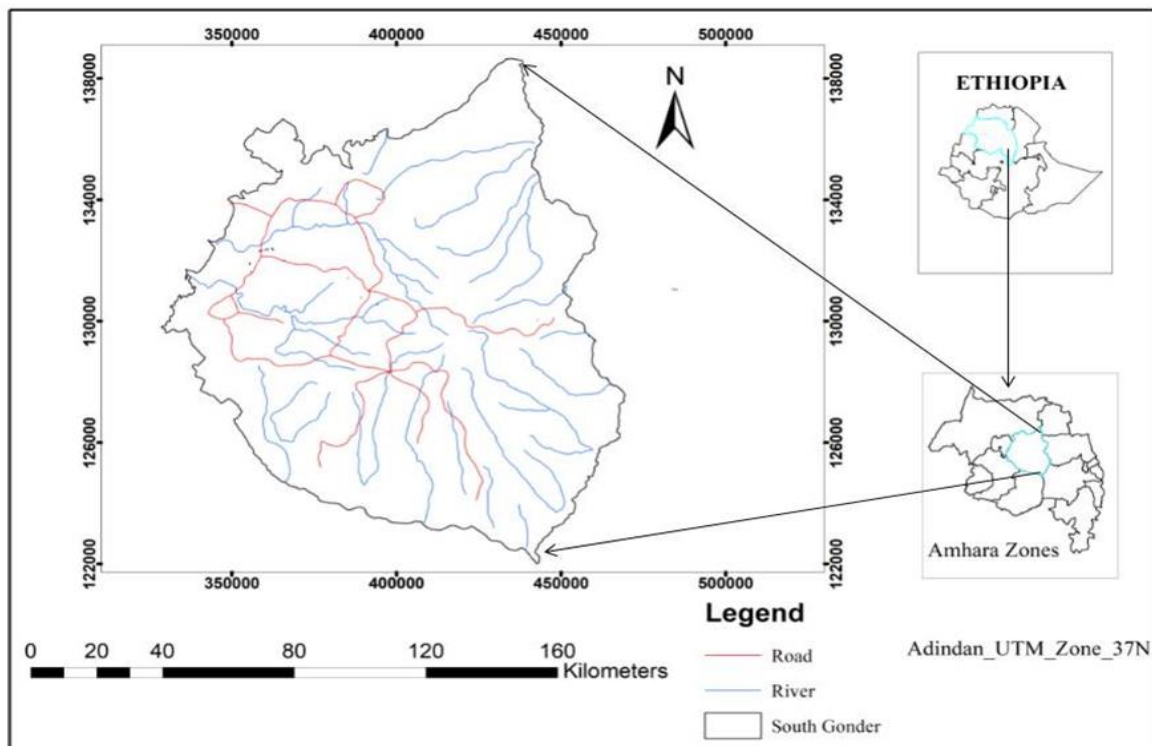 350000 400000 450000 500000
138000
134000
130000
126000
122000
N
138000
134000
130000
126000
122000
350000 400000 450000 500000
ETHIOPIA
Amhara Zones
Adindan_UTM_Zone_37N
Legend
Road
River
South Gonder
0 20 40 80 120 160
Kilometers